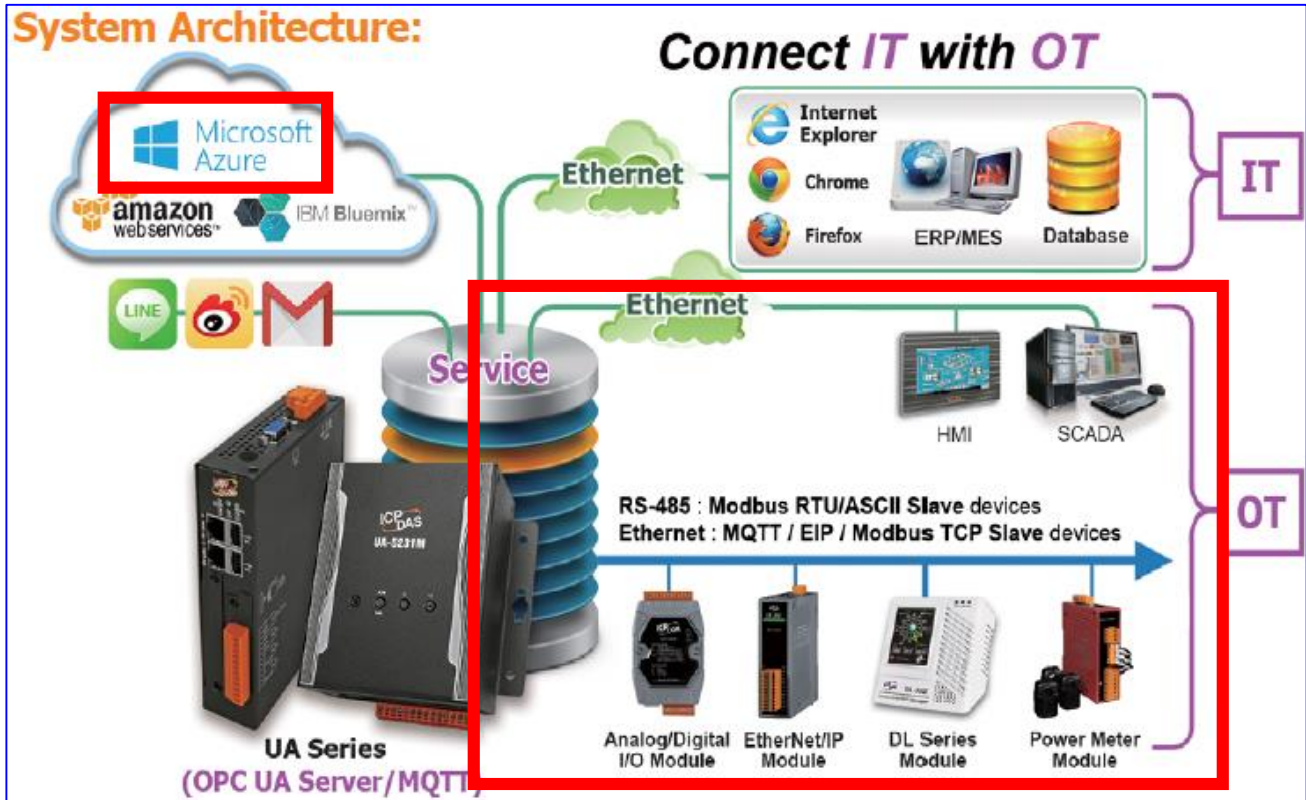 System Architecture:
Connect IT with OT
Microsoft
Azure
amazon
webservices™
IBM Bluemix™
Ethernet
Internet
Explorer
Chrome
Firefox
ERP/MES
Database
IT
LINE
Ethernet
Service
HMI
SCADA
OT
ICP
DAS
UA-5231M
RS-485 : Modbus RTU/ASCII Slave devices
Ethernet : MQTT / EIP / Modbus TCP Slave devices
Analog/Digital
I/O Module
EtherNet/IP
Module
DL Series
Module
Power Meter
Module
UA Series
(OPC UA Server/MQTT)